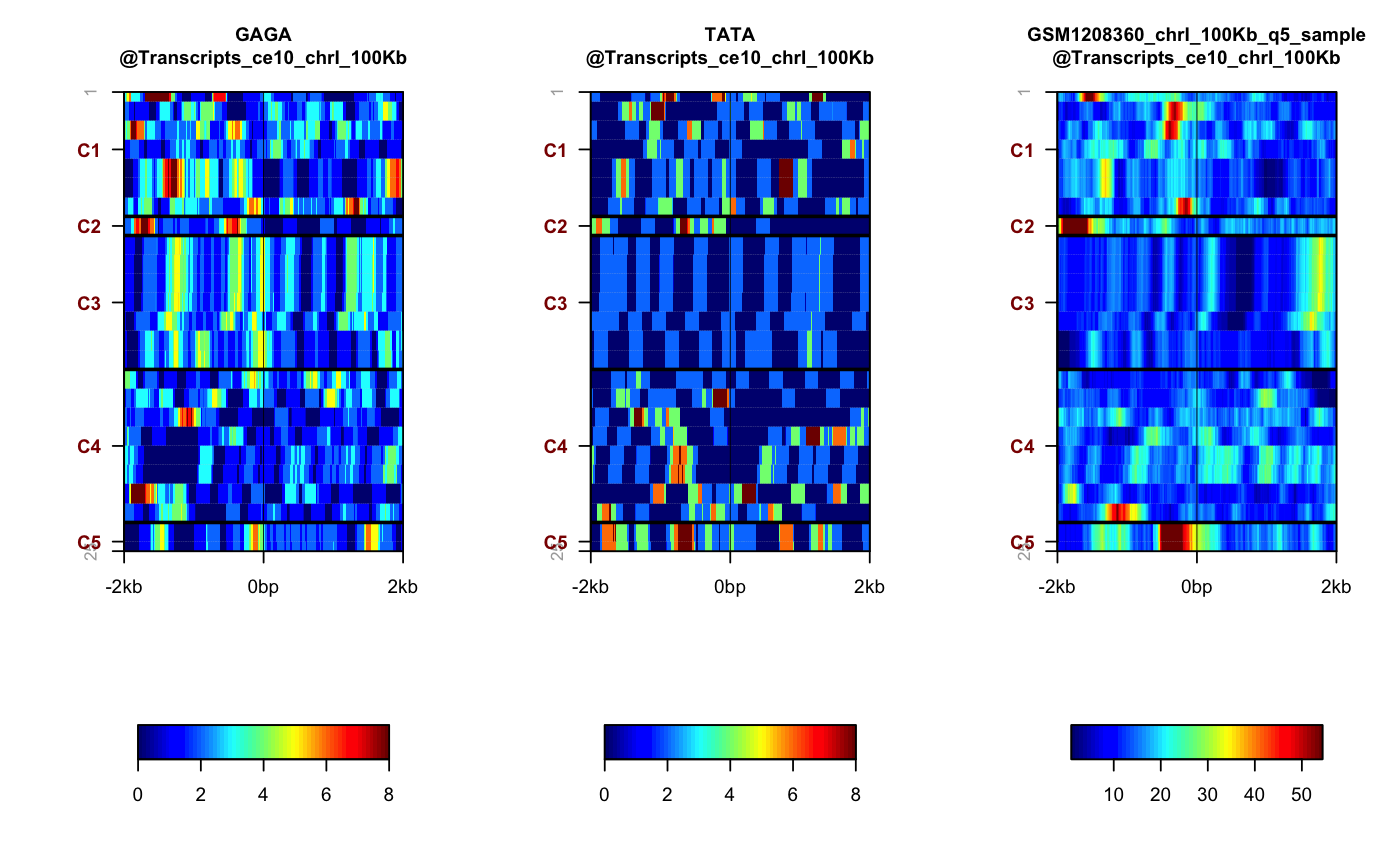 GAGA
@Transcripts_ce10_chrI_100Kb
1
C1
C2
C3
C4
C5
-2kb 0bp 2kb
0 2 4 6 8
TATA
@Transcripts_ce10_chrI_100Kb
1
C1
C2
C3
C4
C5
-2kb 0bp 2kb
0 2 4 6 8
GSM1208360_chrI_100Kb_q5_sample
@Transcripts_ce10_chrI_100Kb
1
C1
C2
C3
C4
C5
-2kb 0bp 2kb
10 20 30 40 50